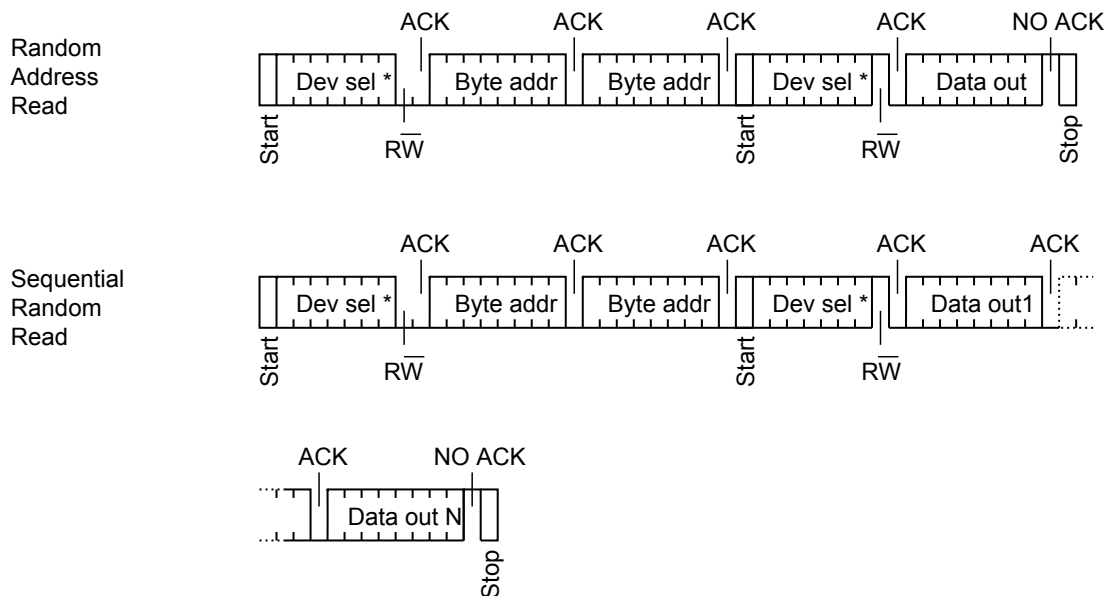 ACK ACK ACK ACK NO ACK
Random
Address
Read
Dev sel * Byte addr Byte addr Dev sel * Data out
Start RW̅ Start RW̅ Stop
ACK ACK ACK ACK ACK
Sequential
Random
Read
Dev sel * Byte addr Byte addr Dev sel * Data out1
Start RW̅ Start RW̅
ACK NO ACK
Data out N
Stop